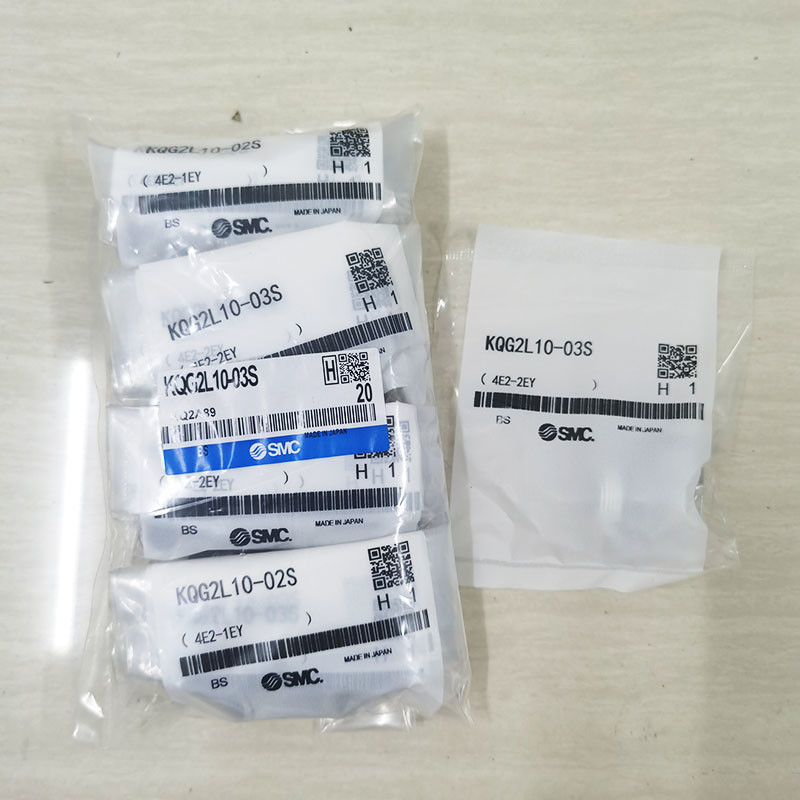 KQG2L10-02S
H 1
( 4E2-1EY )
BS SMC. MADE IN JAPAN
KQG2L10-03S
H 1
( 4E2-2EY )
KQG2L10-03S
H
20
BS SMC MADE IN JAPAN
-2EY )
H 1
BS SMC. MADE IN JAPAN
KQG2L10-02S
H 1
( 4E2-1EY )
BS SMC. MADE IN JAPAN
KQG2L10-03S
H 1
( 4E2-2EY )
BS SMC. MADE IN JAPAN